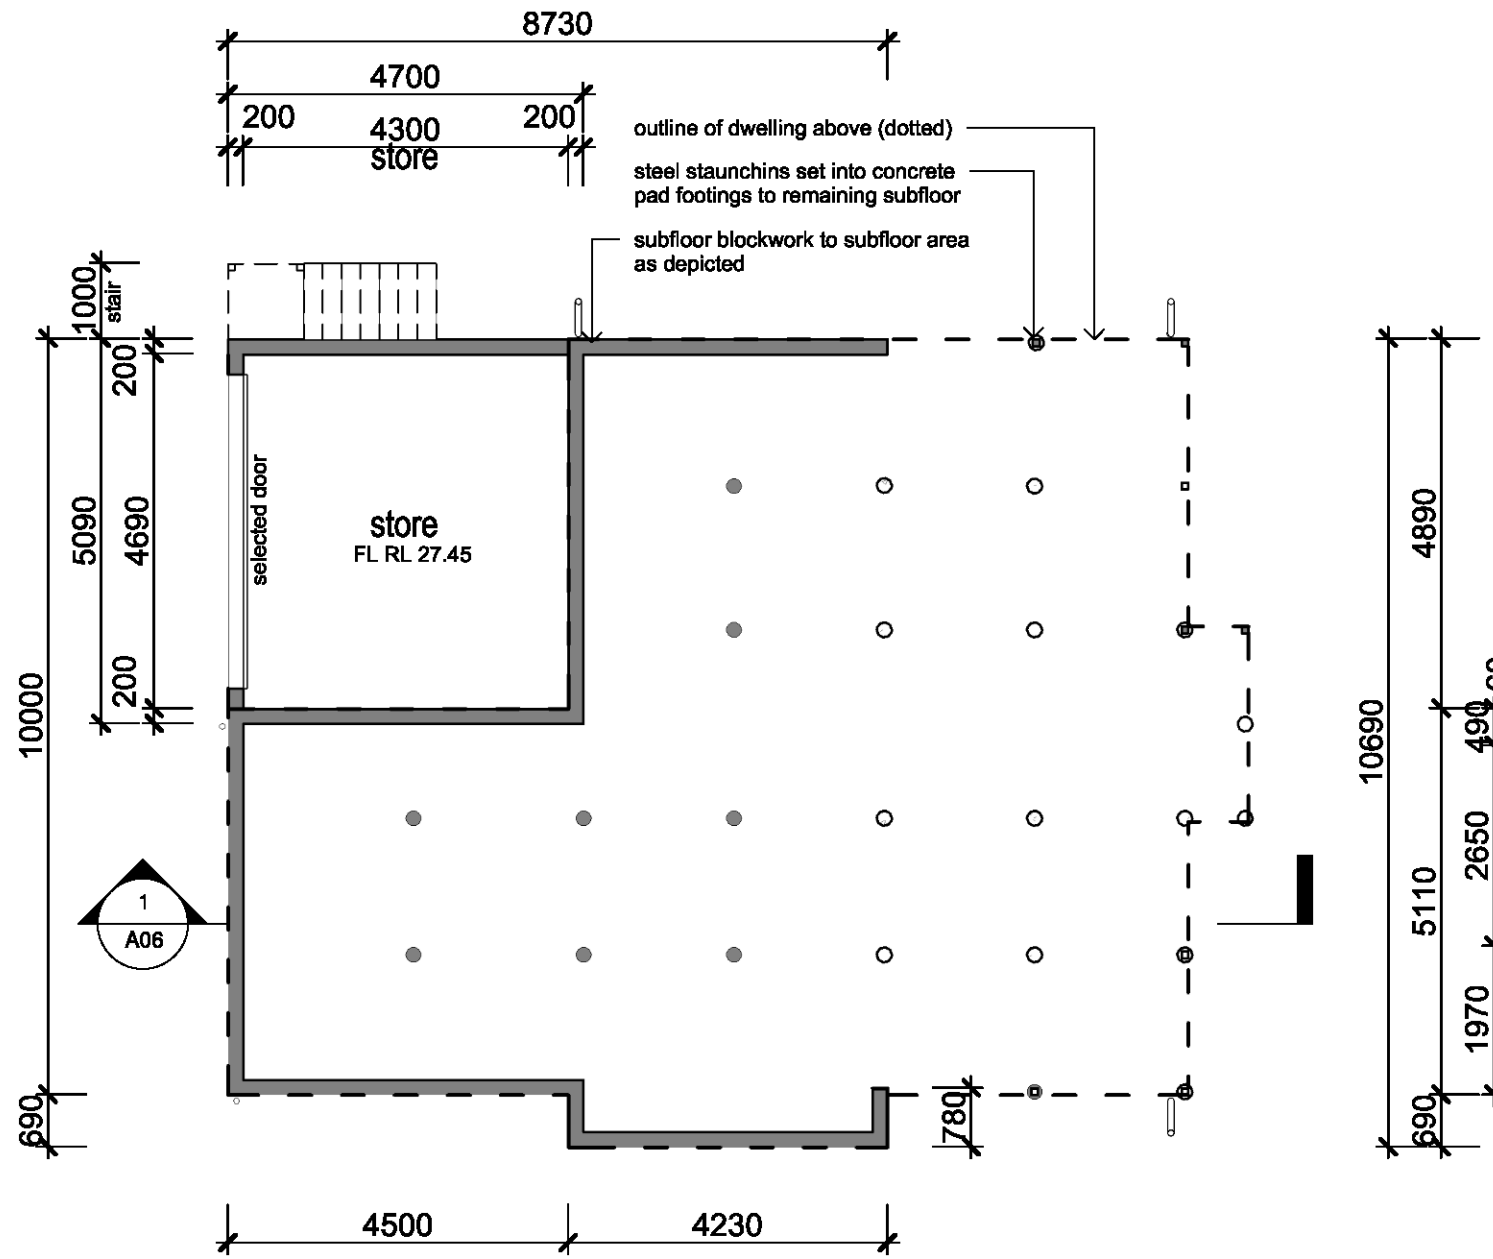 8730
4700
200
4300
200
store
outline of dwelling above (dotted)
steel staunchins set into concrete
pad footings to remaining subfloor
subfloor blockwork to subfloor area
as depicted
1000
stair
200
5090
4690
200
10000
690
selected door
store
FL RL 27.45
1
A06
10690
4890
490
2650
5110
1970
690
780
4500
4230